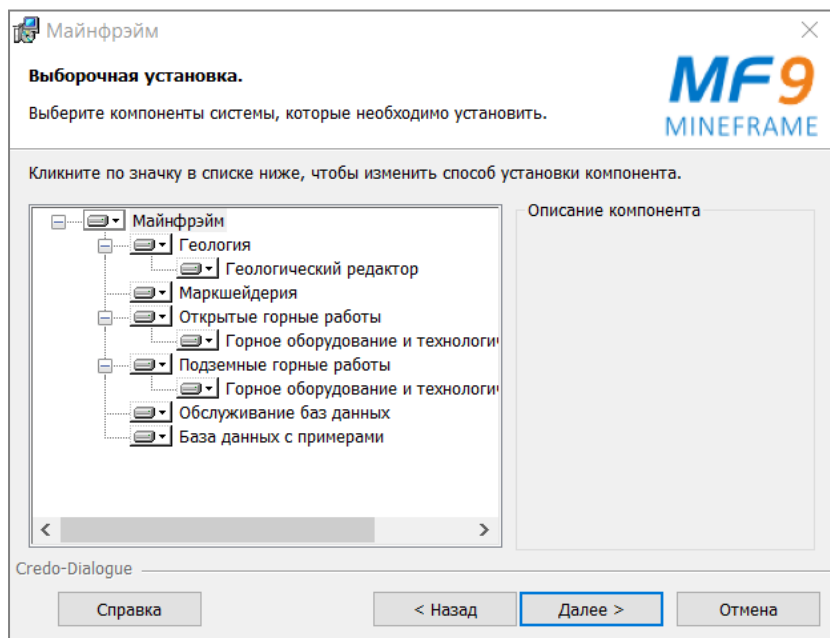 Майнфрэйм
Выборочная установка.
Выберите компоненты системы, которые необходимо установить.
MF9
MINEFRAME
Кликните по значку в списке ниже, чтобы изменить способ установки компонента.
Майнфрэйм
Геология
Геологический редактор
Маркшейдерия
Открытые горные работы
Горное оборудование и технологи
Подземные горные работы
Горное оборудование и технологи
Обслуживание баз данных
База данных с примерами
Описание компонента
Credo-Dialogue
Справка
< Назад
Далее >
Отмена